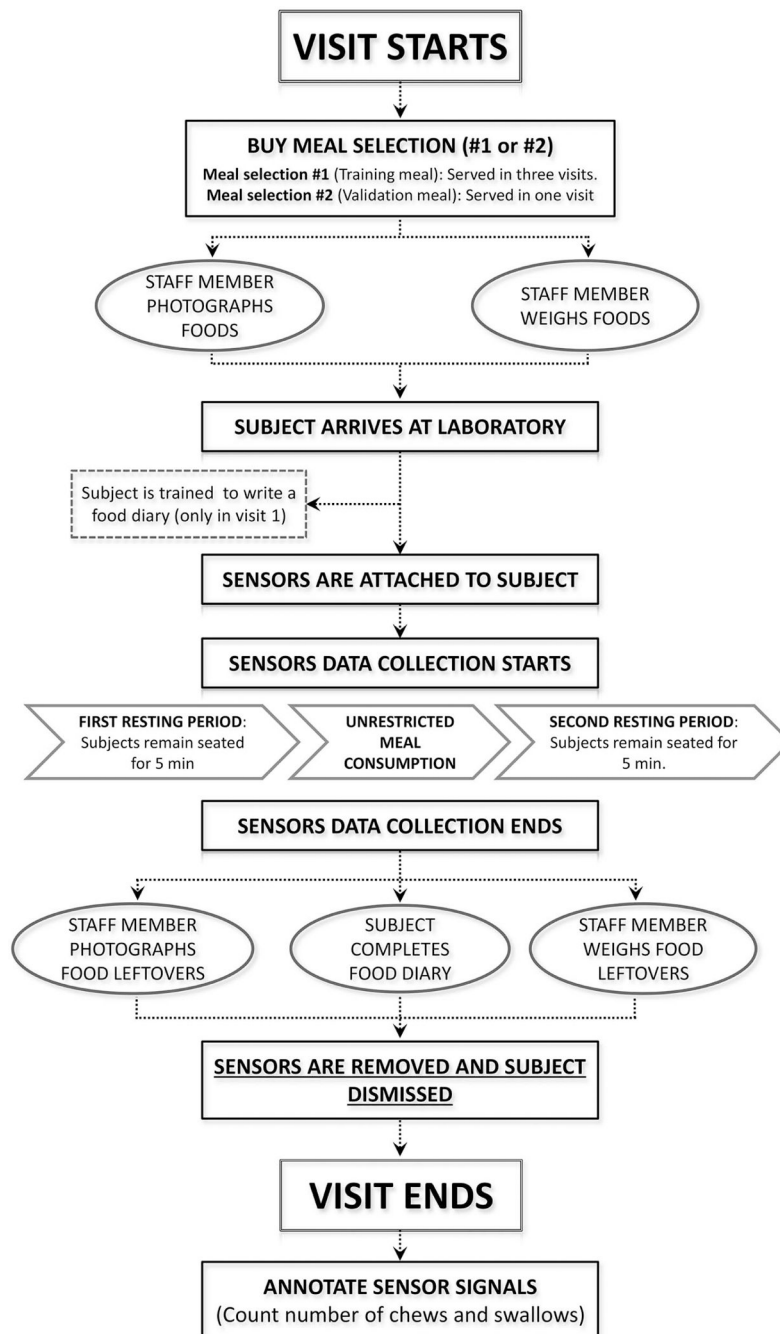 VISIT STARTS
BUY MEAL SELECTION (#1 or #2)
Meal selection #1 (Training meal): Served in three visits.
Meal selection #2 (Validation meal): Served in one visit
STAFF MEMBER
PHOTOGRAPHS
FOODS
STAFF MEMBER
WEIGHS FOODS
SUBJECT ARRIVES AT LABORATORY
Subject is trained to write a
food diary (only in visit 1)
SENSORS ARE ATTACHED TO SUBJECT
SENSORS DATA COLLECTION STARTS
FIRST RESTING PERIOD:
Subjects remain seated
for 5 min
UNRESTRICTED
MEAL
CONSUMPTION
SECOND RESTING PERIOD:
Subjects remain seated for
5 min.
SENSORS DATA COLLECTION ENDS
STAFF MEMBER
PHOTOGRAPHS
FOOD LEFTOVERS
SUBJECT
COMPLETES
FOOD DIARY
STAFF MEMBER
WEIGHS FOOD
LEFTOVERS
SENSORS ARE REMOVED AND SUBJECT
DISMISSED
VISIT ENDS
ANNOTATE SENSOR SIGNALS
(Count number of chews and swallows)